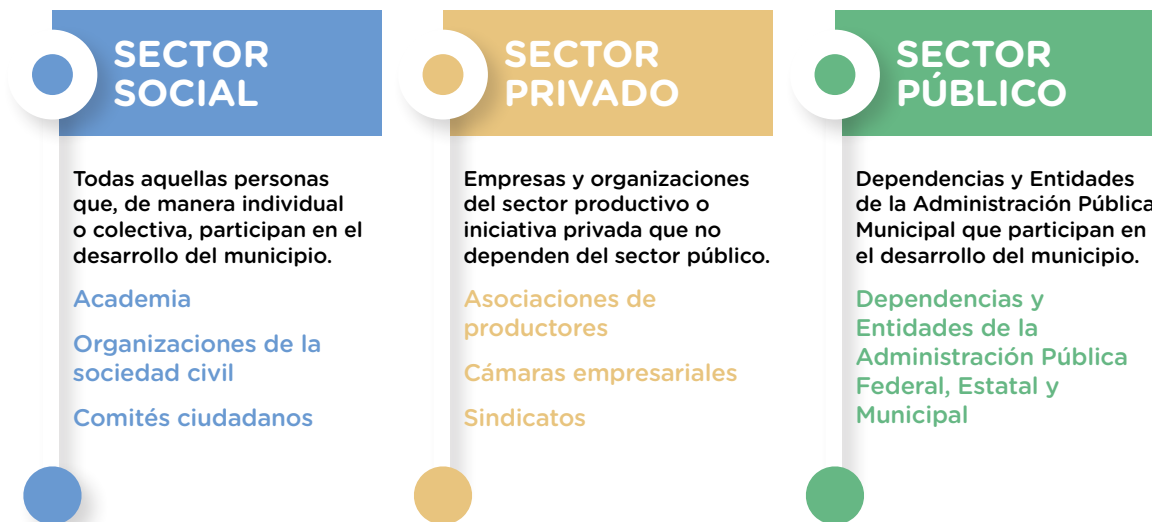 SECTOR
SOCIAL
Todas aquellas personas
que, de manera individual
o colectiva, participan en el
desarrollo del municipio.
Academia
Organizaciones de la
sociedad civil
Comités ciudadanos
SECTOR
PRIVADO
Empresas y organizaciones
del sector productivo o
iniciativa privada que no
dependen del sector público.
Asociaciones de
productores
Cámaras empresariales
Sindicatos
SECTOR
PÚBLICO
Dependencias y Entidades
de la Administración Pública
Municipal que participan en
el desarrollo del municipio.
Dependencias y
Entidades de la
Administración Pública
Federal, Estatal y
Municipal